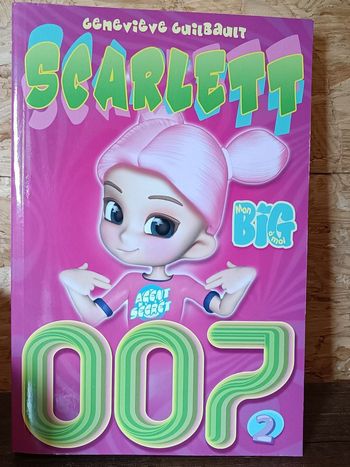 GENEVIÈVE GUILBAULT
SCARLETT
Mon
BIG
à moi
AGENT
SECRET
007
2